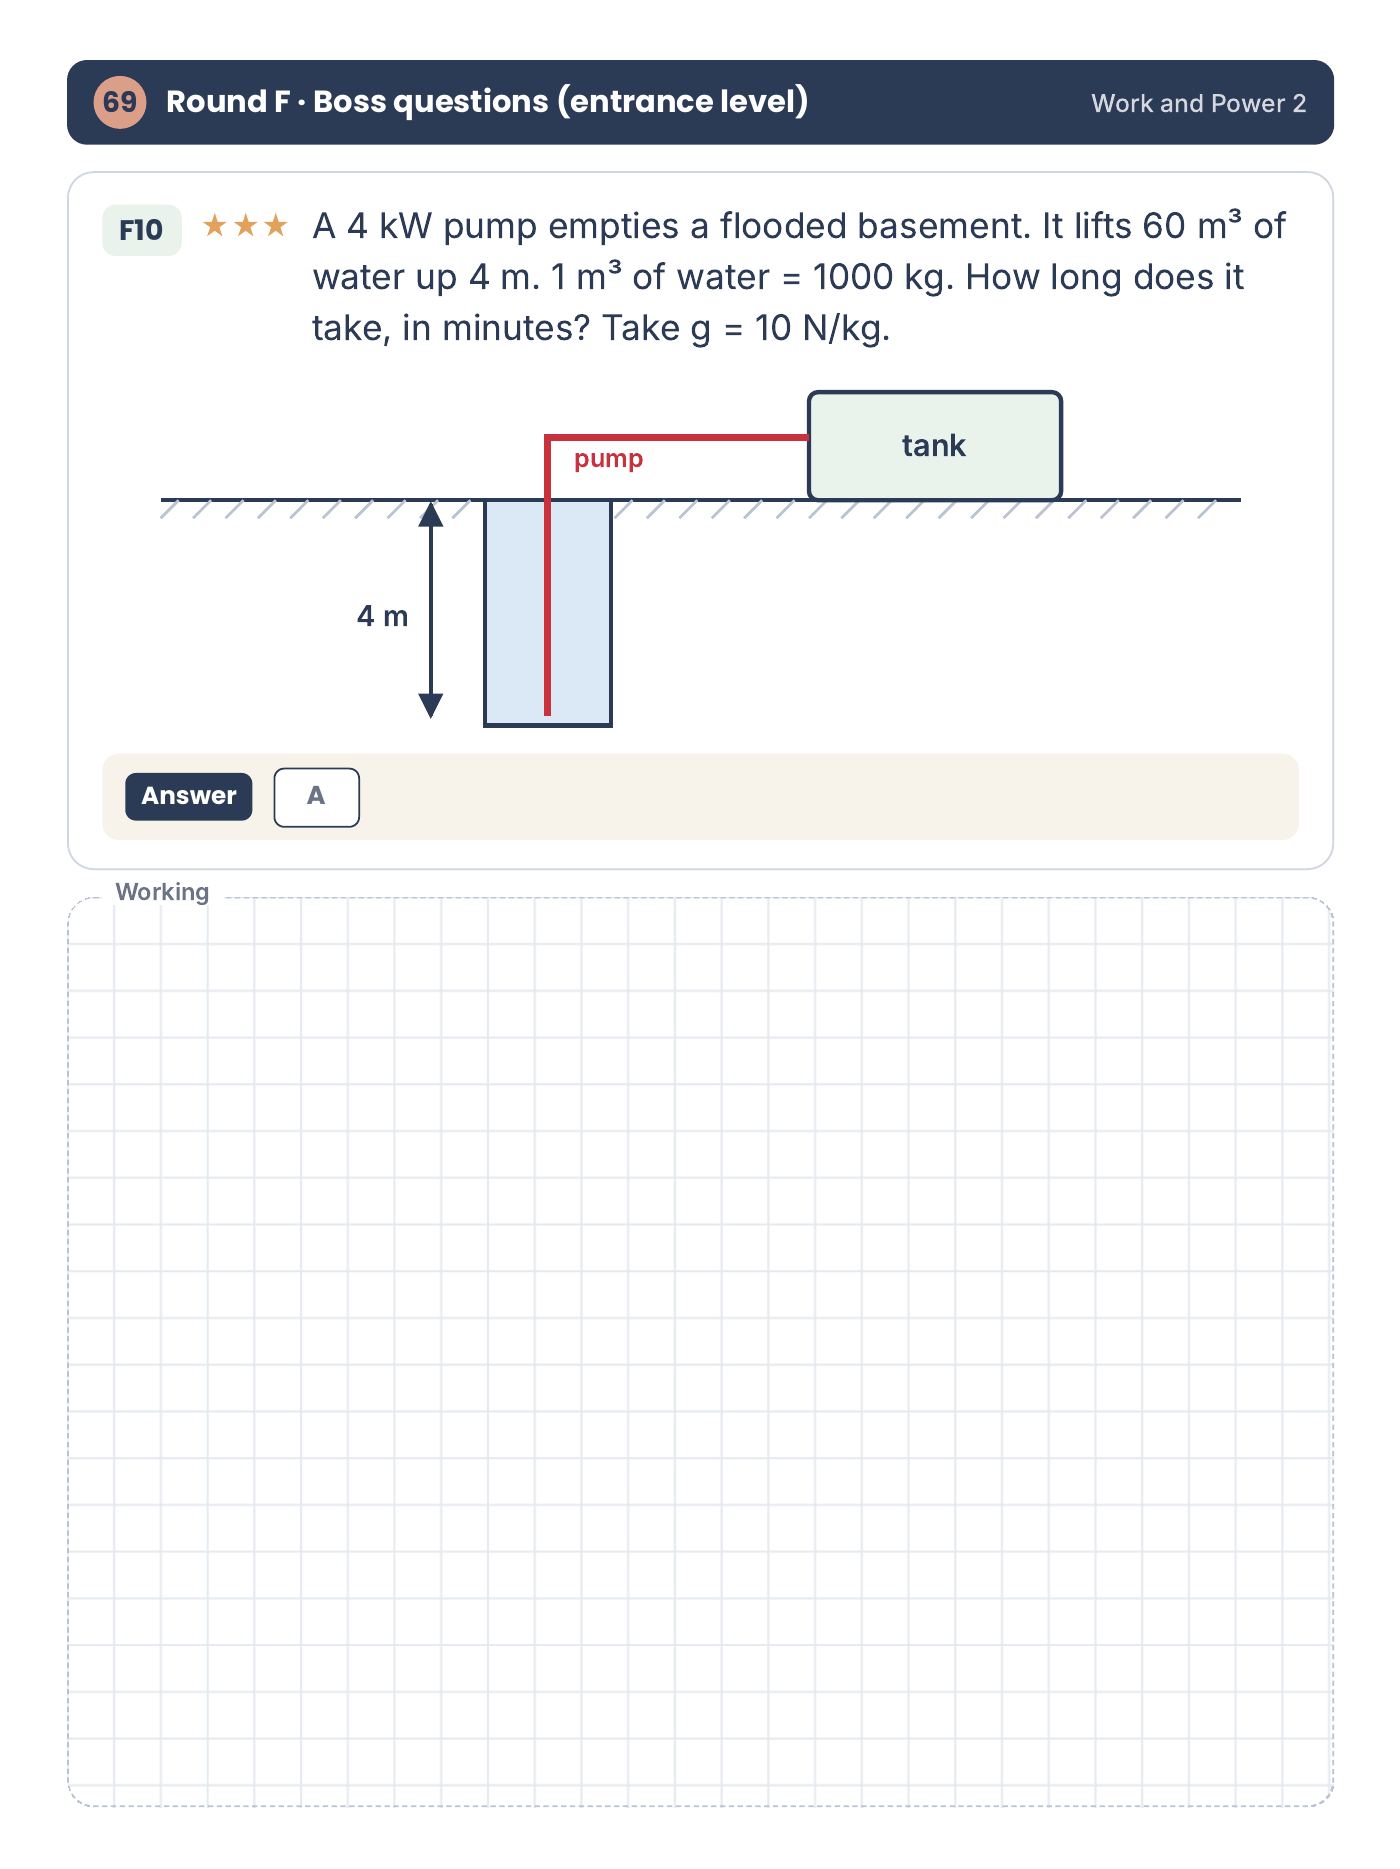 69 Round F · Boss questions (entrance level) Work and Power 2
F10 ★★★ A 4 kW pump empties a flooded basement. It lifts 60 m³ of
water up 4 m. 1 m³ of water = 1000 kg. How long does it
take, in minutes? Take g = 10 N/kg.
tank
pump
4 m
Answer A
Working